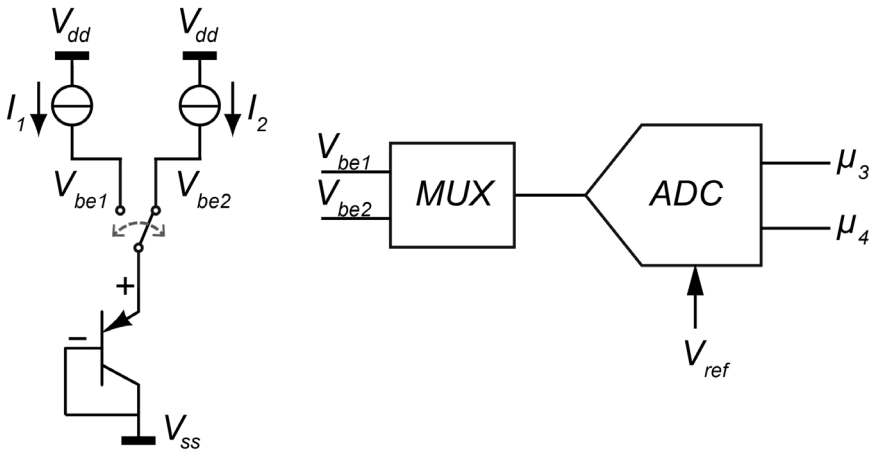 Vdd Vdd
I1 I2
Vbe1 Vbe2
+
−
Vss
Vbe1
Vbe2
MUX
ADC
μ3
μ4
Vref